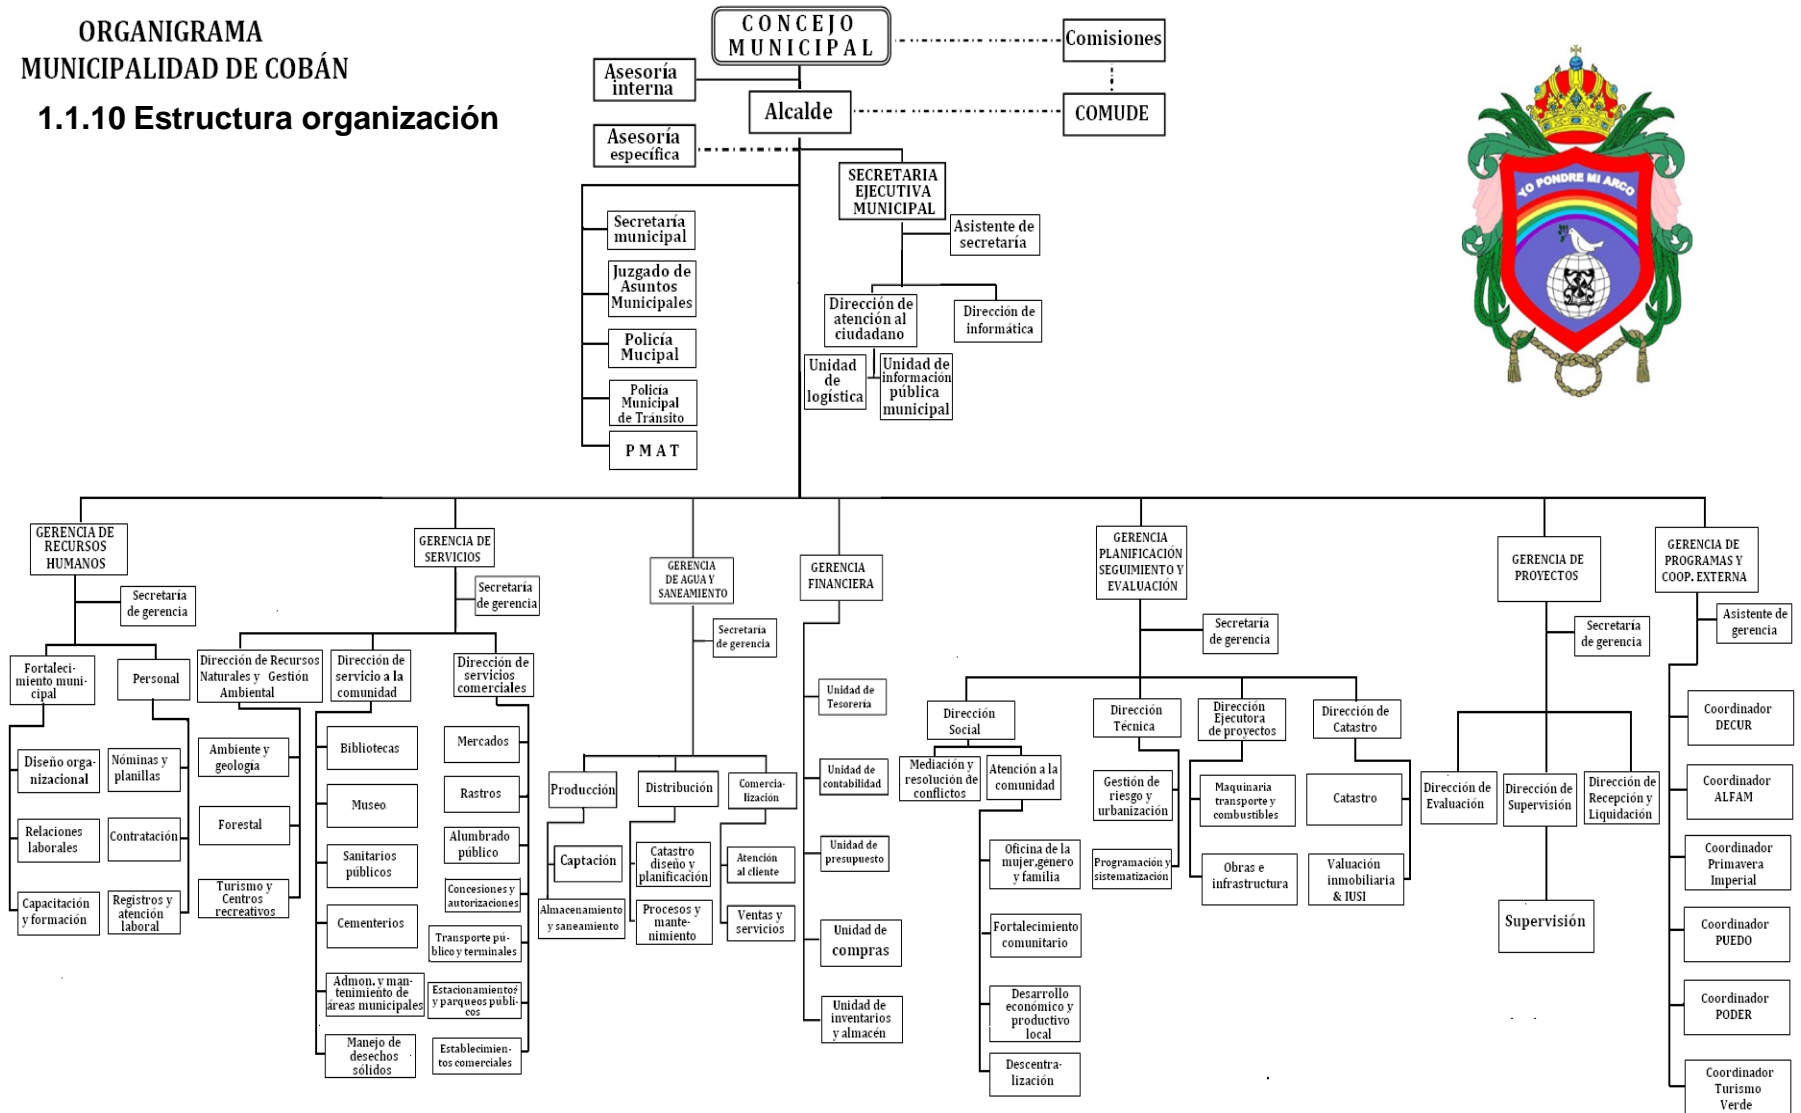 ORGANIGRAMA
MUNICIPALIDAD DE COBÁN
1.1.10 Estructura organización
CONCEJO
MUNICIPAL
Comisiones
Asesoría
interna
Alcalde
COMUDE
Asesoría
específica
SECRETARIA
EJECUTIVA
MUNICIPAL
Asistente de
secretaría
Secretaría
municipal
Juzgado de
Asuntos
Municipales
Policía
Mucipal
Policía
Municipal
de Tránsito
P M A T
Dirección de
atención al
ciudadano
Dirección de
informática
Unidad
de
logística
Unidad de
información
pública
municipal
YO PONDRE MI ARCO
GERENCIA DE
RECURSOS
HUMANOS
Secretaría
de gerencia
Fortaleci-
miento muni-
cipal
Personal
Diseño orga-
nizacional
Relaciones
laborales
Capacitación
y formación
Nóminas y
planillas
Contratación
Registros y
atención
laboral
GERENCIA DE
SERVICIOS
Secretaría
de gerencia
Dirección de Recursos
Naturales y Gestión
Ambiental
Dirección de
servicio a la
comunidad
Dirección de
servicios
comerciales
Ambiente y
geología
Forestal
Turismo y
Centros
recreativos
Bibliotecas
Museo
Sanitarios
públicos
Cementerios
Admon. y man-
tenimiento de
áreas municipales
Manejo de
desechos
sólidos
Mercados
Rastros
Alumbrado
público
Concesiones y
autorizaciones
Transporte pú-
blico y terminales
Estacionamientos
y parqueos públi-
cos
Establecimien-
tos comerciales
GERENCIA
DE AGUA Y
SANEAMIENTO
Secretaría
de gerencia
Producción
Distribución
Comercia-
lización
Captación
Almacenamiento
y saneamiento
Catastro
diseño y
planificación
Procesos y
mante-
nimiento
Atención
al cliente
Ventas y
servicios
GERENCIA
FINANCIERA
Unidad de
Tesorería
Unidad de
contabilidad
Unidad de
presupuesto
Unidad de
compras
Unidad de
inventarios
y almacén
GERENCIA
PLANIFICACIÓN
SEGUIMIENTO Y
EVALUACIÓN
Secretaría
de gerencia
Dirección
Social
Dirección
Técnica
Dirección
Ejecutora
de proyectos
Dirección de
Catastro
Mediación y
resolución de
conflictos
Atención a la
comunidad
Oficina de la
mujer,género
y familia
Fortalecimiento
comunitario
Desarrollo
económico y
productivo
local
Descentra-
lización
Gestión de
riesgo y
urbanización
Programación y
sistematización
Maquinaria
transporte y
combustibles
Obras e
infrastructura
Catastro
Valuación
inmobiliaria
& IUSI
GERENCIA DE
PROYECTOS
Secretaría
de gerencia
Dirección de
Evaluación
Dirección de
Supervisión
Dirección de
Recepción y
Liquidación
Supervisión
GERENCIA DE
PROGRAMAS Y
COOP. EXTERNA
Asistente de
gerencia
Coordinador
DECUR
Coordinador
ALFAM
Coordinador
Primavera
Imperial
Coordinador
PUEDO
Coordinador
PODER
Coordinador
Turismo
Verde